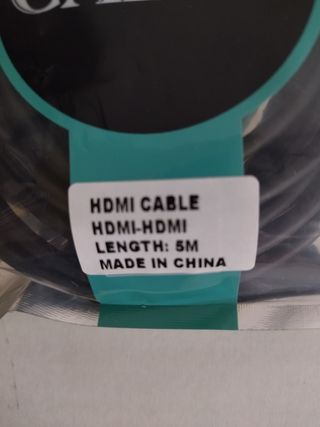 HDMI CABLE
HDMI-HDMI
LENGTH: 5M
MADE IN CHINA